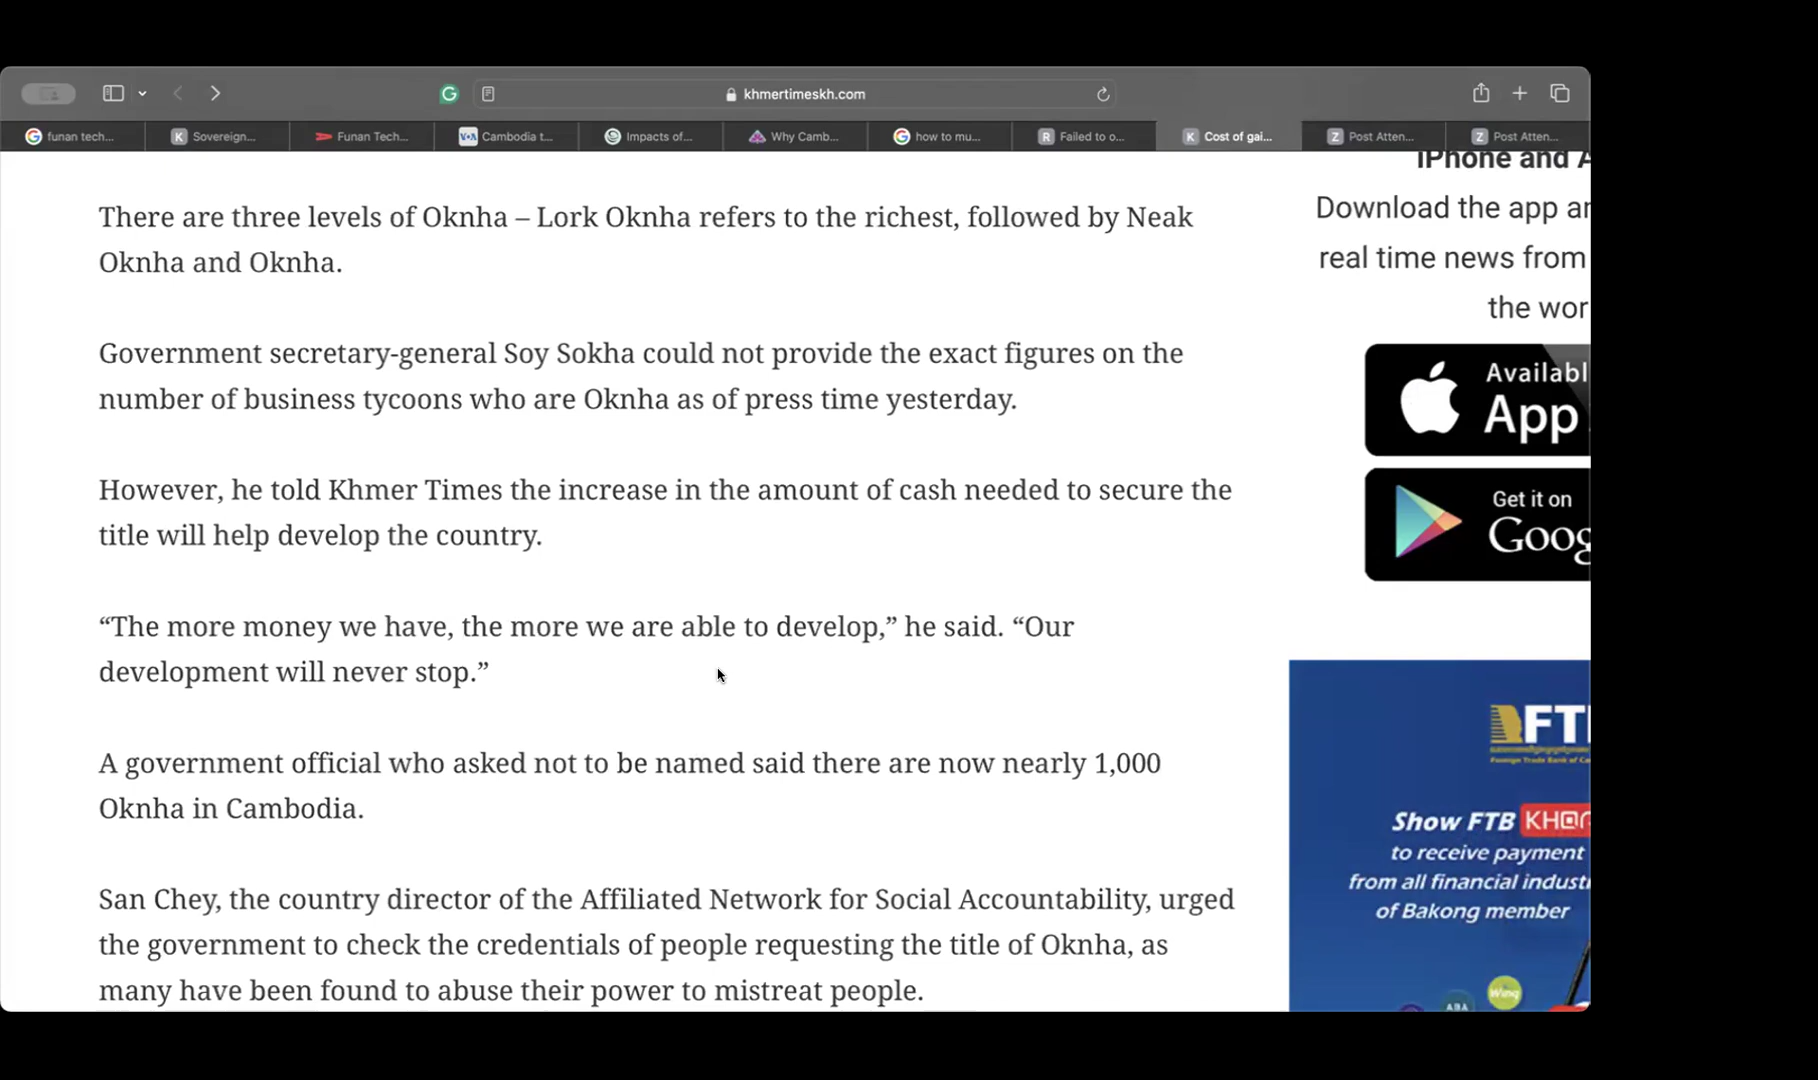 khmertimeskh.com
funan tech...
Sovereign...
Funan Tech...
VOA
Cambodia t...
Impacts of...
Why Camb...
how to mu...
Failed to o...
Cost of gai...
Post Atten...
Post Atten...
There are three levels of Oknha – Lork Oknha refers to the richest, followed by Neak
Oknha and Oknha.
Government secretary-general Soy Sokha could not provide the exact figures on the
number of business tycoons who are Oknha as of press time yesterday.
However, he told Khmer Times the increase in the amount of cash needed to secure the
title will help develop the country.
“The more money we have, the more we are able to develop,” he said. “Our
development will never stop.”
A government official who asked not to be named said there are now nearly 1,000
Oknha in Cambodia.
San Chey, the country director of the Affiliated Network for Social Accountability, urged
the government to check the credentials of people requesting the title of Oknha, as
many have been found to abuse their power to mistreat people.
iPhone and A
Download the app an
real time news from
the wor
Availabl
App
Get it on
Goog
FT
Show FTB KH
to receive payment
from all financial indust
of Bakong member
Wing
ABA